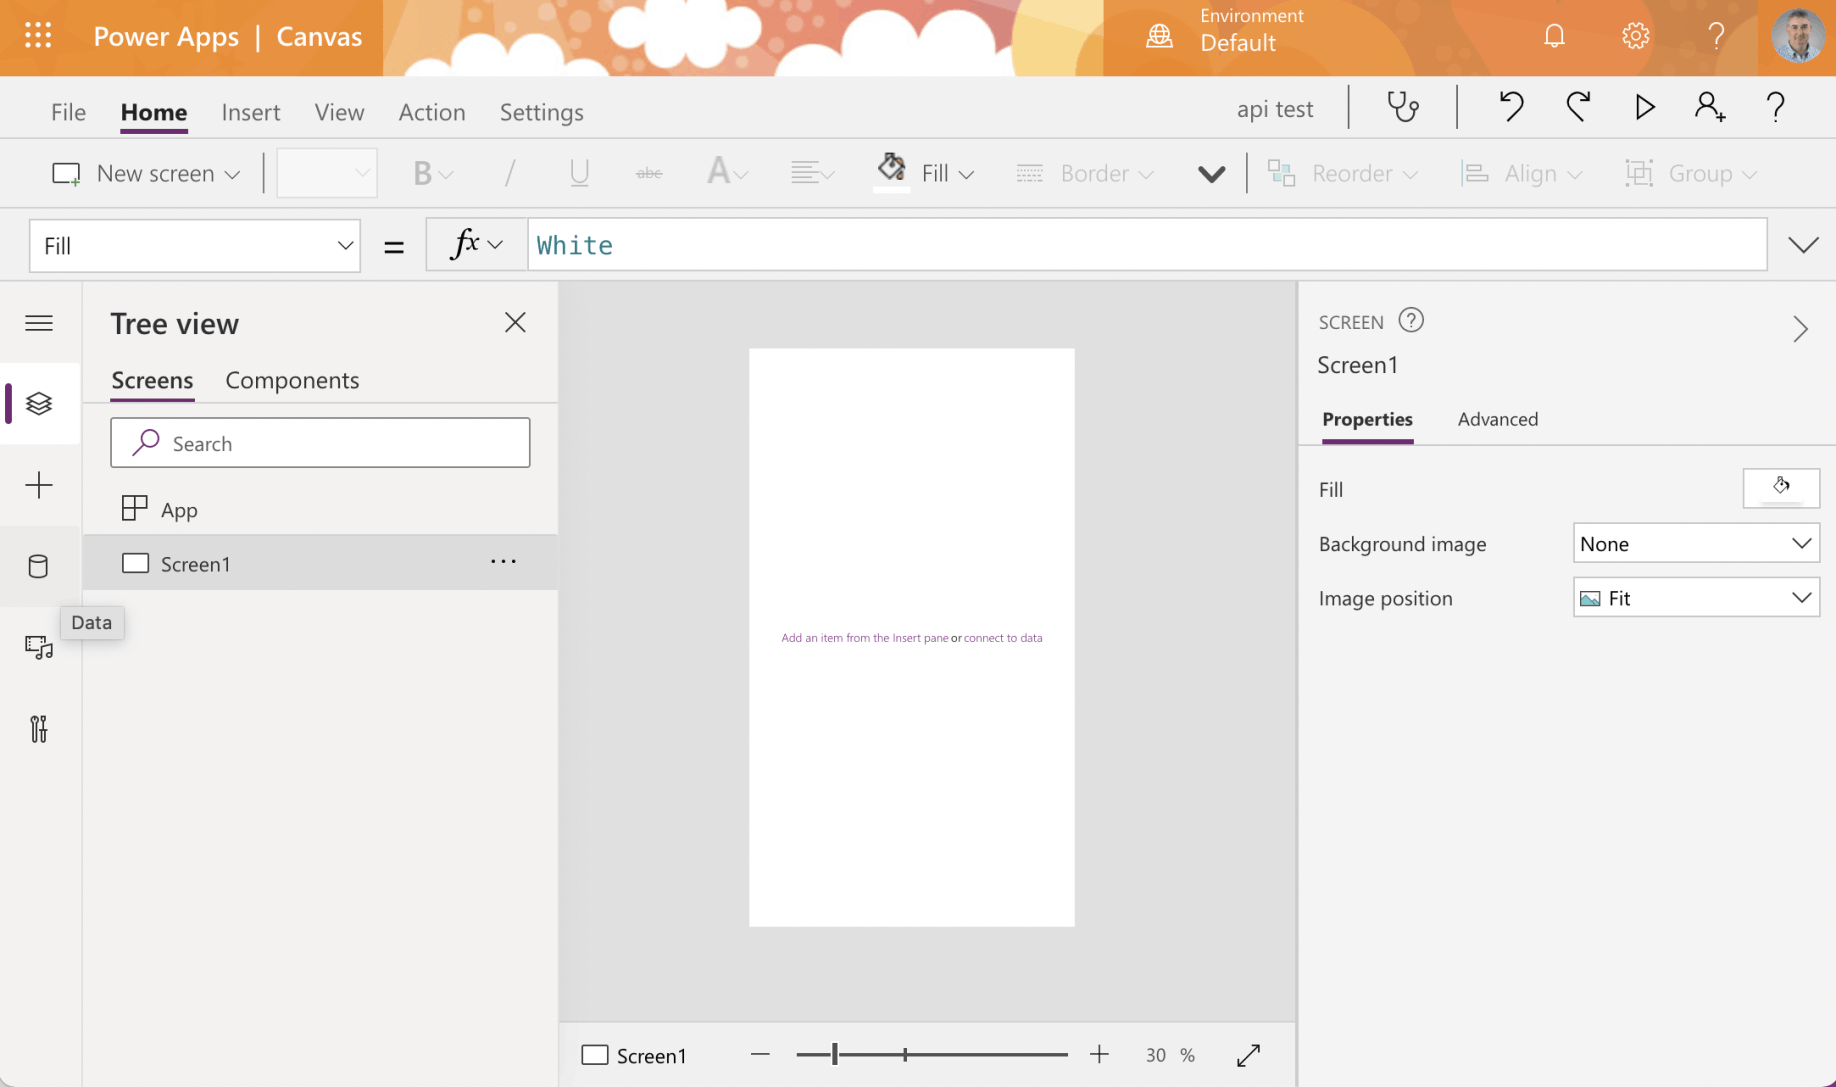 Power Apps | Canvas
Environment
Default
File Home Insert View Action Settings
api test
New screen B / U abc A Fill Border Reorder Align Group
Fill = fx White
Tree view
Screens Components
Search
App
Screen1
Data
Add an item from the Insert pane or connect to data
Screen1 30 %
SCREEN
Screen1
Properties Advanced
Fill
Background image None
Image position Fit